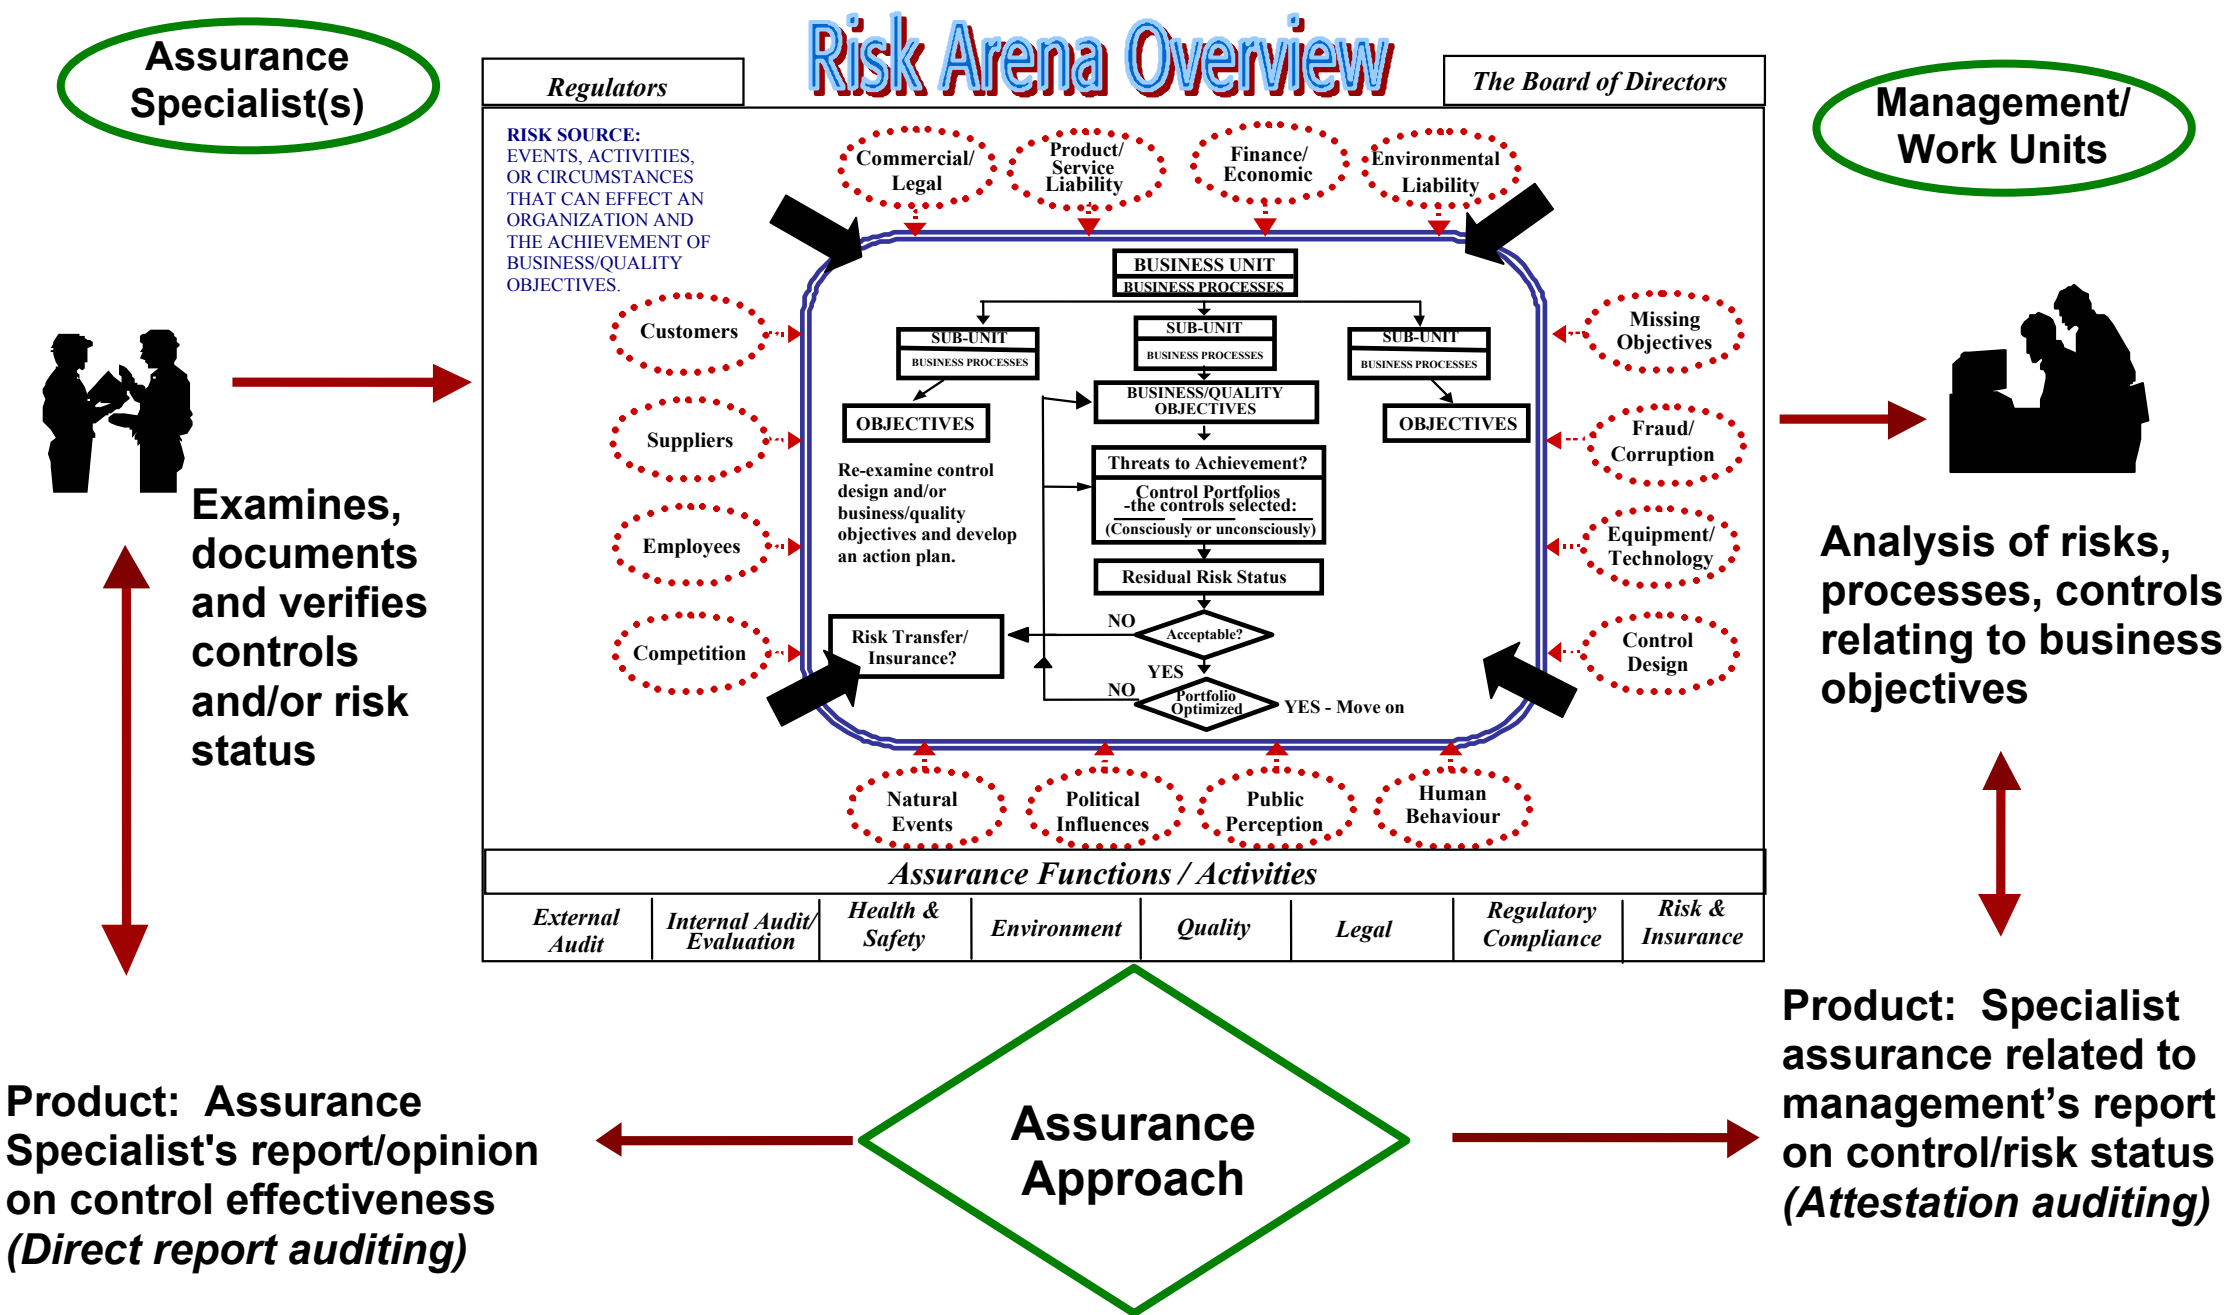 Risk Arena Overview
Assurance
Specialist(s)
Regulators
The Board of Directors
Management/
Work Units
RISK SOURCE:
EVENTS, ACTIVITIES,
OR CIRCUMSTANCES
THAT CAN EFFECT AN
ORGANIZATION AND
THE ACHIEVEMENT OF
BUSINESS/QUALITY
OBJECTIVES.
Commercial/
Legal
Product/
Service
Liability
Finance/
Economic
Environmental
Liability
Customers
Suppliers
Employees
Competition
BUSINESS UNIT
BUSINESS PROCESSES
SUB-UNIT
BUSINESS PROCESSES
SUB-UNIT
BUSINESS PROCESSES
SUB-UNIT
BUSINESS PROCESSES
OBJECTIVES
BUSINESS/QUALITY
OBJECTIVES
OBJECTIVES
Re-examine control
design and/or
business/quality
objectives and develop
an action plan.
Threats to Achievement?
Control Portfolios
-the controls selected:
(Consciously or unconsciously)
Residual Risk Status
NO
Acceptable?
Risk Transfer/
Insurance?
YES
NO
Portfolio
Optimized
YES - Move on
Missing
Objectives
Fraud/
Corruption
Equipment/
Technology
Control
Design
Natural
Events
Political
Influences
Public
Perception
Human
Behaviour
Assurance Functions / Activities
External
Audit
Internal Audit/
Evaluation
Health &
Safety
Environment
Quality
Legal
Regulatory
Compliance
Risk &
Insurance
Examines,
documents
and verifies
controls
and/or risk
status
Analysis of risks,
processes, controls
relating to business
objectives
Product: Assurance
Specialist's report/opinion
on control effectiveness
(Direct report auditing)
Assurance
Approach
Product: Specialist
assurance related to
management’s report
on control/risk status
(Attestation auditing)